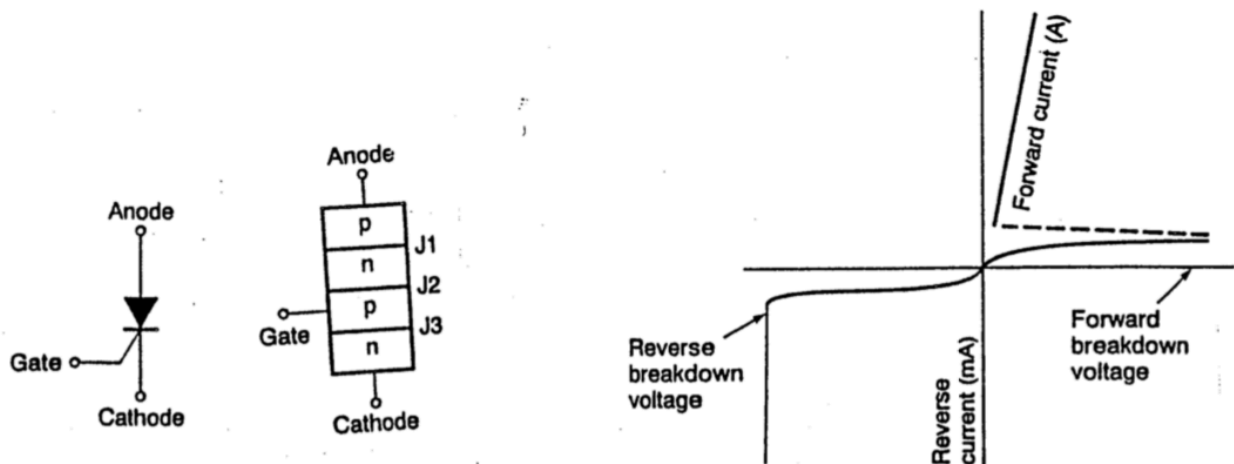 Anode
Gate
Cathode
Anode
p
J1
n
J2
p
Gate
J3
n
Cathode
Forward current (A)
Reverse
breakdown
voltage
Reverse
current (mA)
Forward
breakdown
voltage